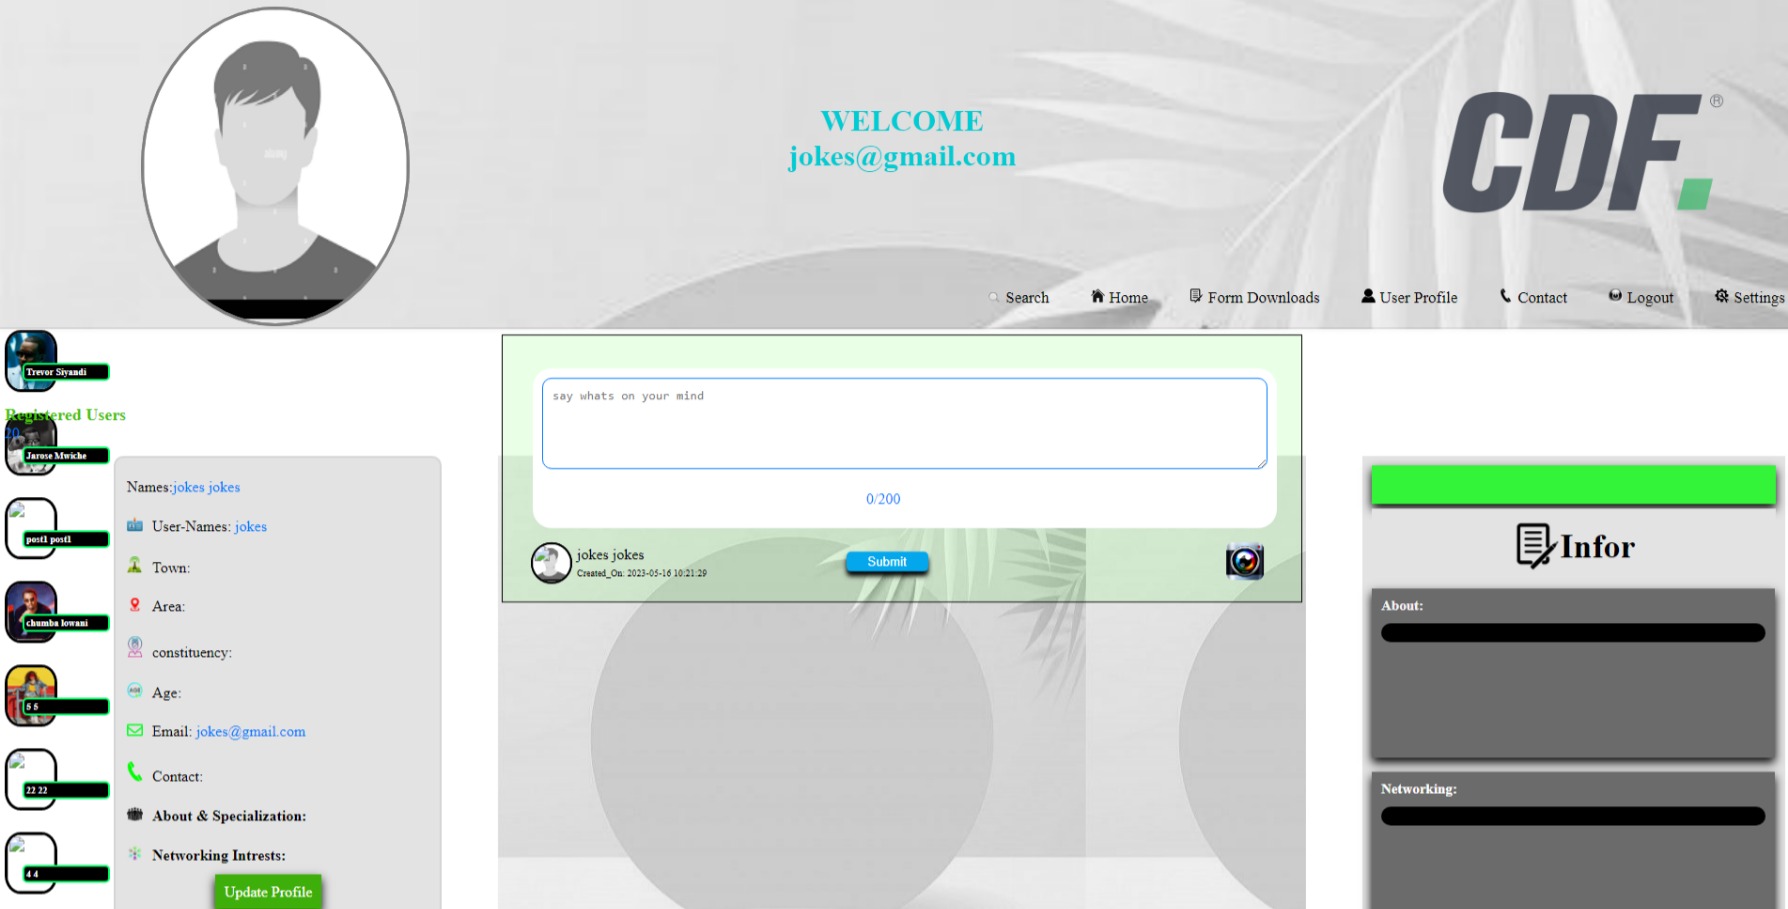 WELCOME
jokes@gmail.com
CDF.®
Search
Home
Form Downloads
User Profile
Contact
Logout
Settings
Trevor Siyandi
Registered Users
20
Jarose Mwiche
post1 post1
chumba lowani
5 5
22 22
4 4
Names:jokes jokes
User-Names: jokes
Town:
Area:
constituency:
Age:
Email: jokes@gmail.com
Contact:
About & Specialization:
Networking Intrests:
Update Profile
say whats on your mind
0/200
jokes jokes
Created_On: 2023-05-16 10:21:29
Submit
Infor
About:
Networking: